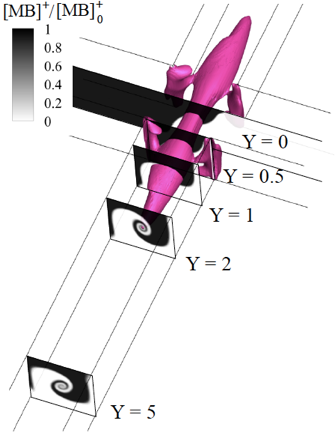 [MB]⁺/[MB]₀⁺
1
0.8
0.6
0.4
0.2
0
Y = 0
Y = 0.5
Y = 1
Y = 2
Y = 5